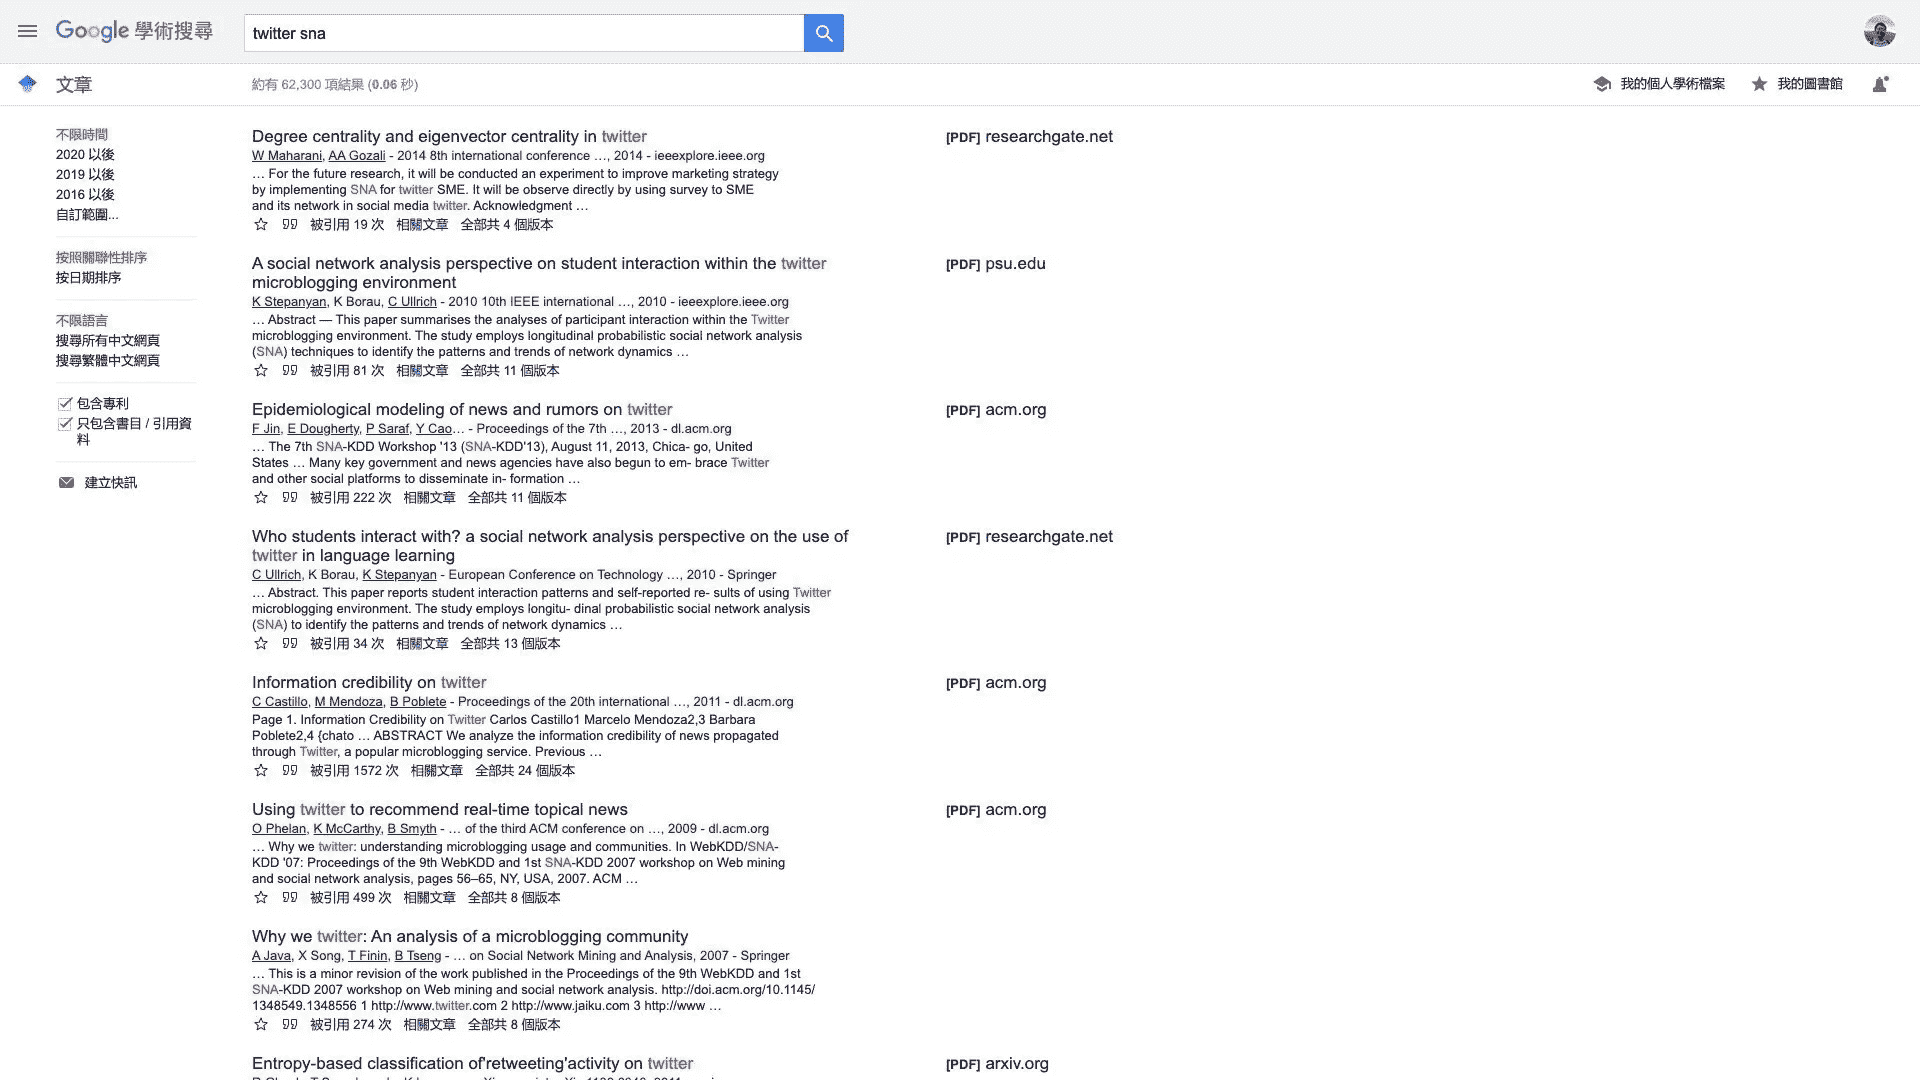 Google 學術搜尋
twitter sna
文章
約有 62,300 項結果 (0.06 秒)
我的個人學術檔案
我的圖書館
不限時間
2020 以後
2019 以後
2016 以後
自訂範圍...
按照關聯性排序
按日期排序
不限語言
搜尋所有中文網頁
搜尋繁體中文網頁
包含專利
只包含書目 / 引用資
料
建立快訊
Degree centrality and eigenvector centrality in twitter
[PDF] researchgate.net
W Maharani, AA Gozali - 2014 8th international conference …, 2014 - ieeexplore.ieee.org
… For the future research, it will be conducted an experiment to improve marketing strategy
by implementing SNA for twitter SME. It will be observe directly by using survey to SME
and its network in social media twitter. Acknowledgment …
被引用 19 次 相關文章 全部共 4 個版本
A social network analysis perspective on student interaction within the twitter
microblogging environment
[PDF] psu.edu
K Stepanyan, K Borau, C Ullrich - 2010 10th IEEE international …, 2010 - ieeexplore.ieee.org
… Abstract — This paper summarises the analyses of participant interaction within the Twitter
microblogging environment. The study employs longitudinal probabilistic social network analysis
(SNA) techniques to identify the patterns and trends of network dynamics …
被引用 81 次 相關文章 全部共 11 個版本
Epidemiological modeling of news and rumors on twitter
[PDF] acm.org
F Jin, E Dougherty, P Saraf, Y Cao… - Proceedings of the 7th …, 2013 - dl.acm.org
… The 7th SNA-KDD Workshop '13 (SNA-KDD'13), August 11, 2013, Chica- go, United
States … Many key government and news agencies have also begun to em- brace Twitter
and other social platforms to disseminate in- formation …
被引用 222 次 相關文章 全部共 11 個版本
Who students interact with? a social network analysis perspective on the use of
twitter in language learning
[PDF] researchgate.net
C Ullrich, K Borau, K Stepanyan - European Conference on Technology …, 2010 - Springer
… Abstract. This paper reports student interaction patterns and self-reported re- sults of using Twitter
microblogging environment. The study employs longitu- dinal probabilistic social network analysis
(SNA) to identify the patterns and trends of network dynamics …
被引用 34 次 相關文章 全部共 13 個版本
Information credibility on twitter
[PDF] acm.org
C Castillo, M Mendoza, B Poblete - Proceedings of the 20th international …, 2011 - dl.acm.org
Page 1. Information Credibility on Twitter Carlos Castillo1 Marcelo Mendoza2,3 Barbara
Poblete2,4 {chato … ABSTRACT We analyze the information credibility of news propagated
through Twitter, a popular microblogging service. Previous …
被引用 1572 次 相關文章 全部共 24 個版本
Using twitter to recommend real-time topical news
[PDF] acm.org
O Phelan, K McCarthy, B Smyth - … of the third ACM conference on …, 2009 - dl.acm.org
… Why we twitter: understanding microblogging usage and communities. In WebKDD/SNA-
KDD '07: Proceedings of the 9th WebKDD and 1st SNA-KDD 2007 workshop on Web mining
and social network analysis, pages 56–65, NY, USA, 2007. ACM …
被引用 499 次 相關文章 全部共 8 個版本
Why we twitter: An analysis of a microblogging community
A Java, X Song, T Finin, B Tseng - … on Social Network Mining and Analysis, 2007 - Springer
… This is a minor revision of the work published in the Proceedings of the 9th WebKDD and 1st
SNA-KDD 2007 workshop on Web mining and social network analysis. http://doi.acm.org/10.1145/
1348549.1348556 1 http://www.twitter.com 2 http://www.jaiku.com 3 http://www …
被引用 274 次 相關文章 全部共 8 個版本
Entropy-based classification of'retweeting'activity on twitter
[PDF] arxiv.org